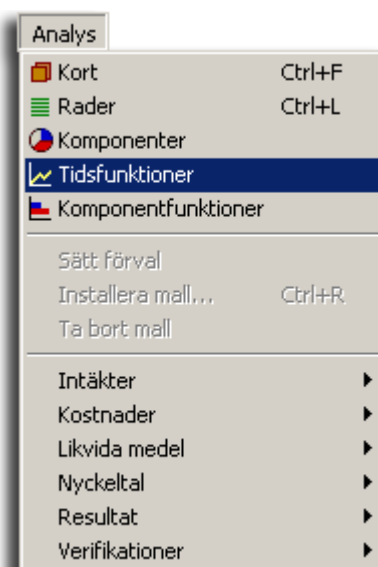 Analys
Kort Ctrl+F
Rader Ctrl+L
Komponenter
Tidsfunktioner
Komponentfunktioner
Sätt förval
Installera mall... Ctrl+R
Ta bort mall
Intäkter
Kostnader
Likvida medel
Nyckeltal
Resultat
Verifikationer